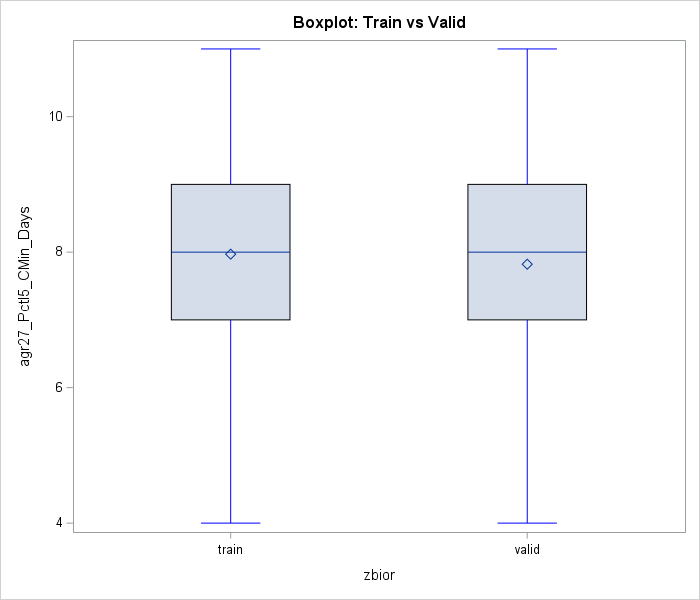 Boxplot: Train vs Valid
agr27_Pctl5_CMin_Days
10
8
6
4
train
valid
zbior